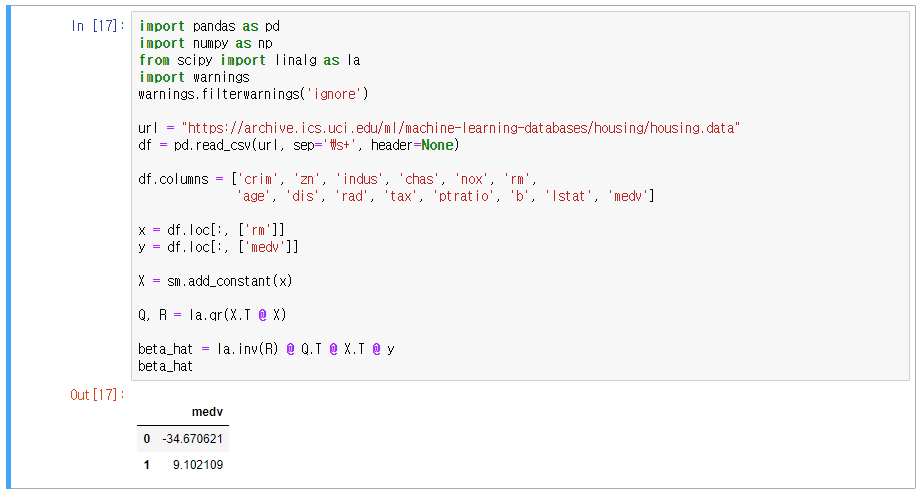 In [17]:
import pandas as pd
import numpy as np
from scipy import linalg as la
import warnings
warnings.filterwarnings('ignore')
url = "https://archive.ics.uci.edu/ml/machine-learning-databases/housing/housing.data"
df = pd.read_csv(url, sep='₩s+', header=None)
df.columns = ['crim', 'zn', 'indus', 'chas', 'nox', 'rm',
'age', 'dis', 'rad', 'tax', 'ptratio', 'b', 'lstat', 'medv']
x = df.loc[:, ['rm']]
y = df.loc[:, ['medv']]
X = sm.add_constant(x)
Q, R = la.qr(X.T @ X)
beta_hat = la.inv(R) @ Q.T @ X.T @ y
beta_hat
Out[17]:
medv
0 -34.670621
1 9.102109